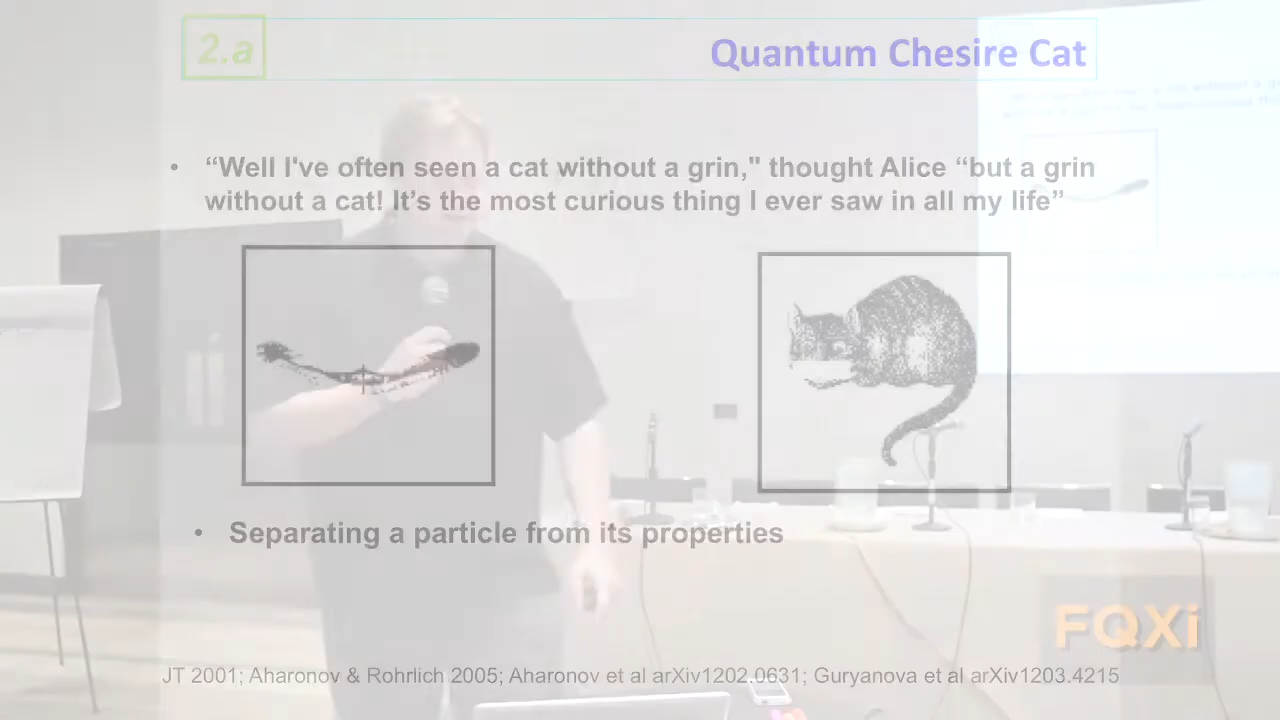 2.a
Quantum Chesire Cat
• “Well I've often seen a cat without a grin," thought Alice “but a grin
without a cat! It’s the most curious thing I ever saw in all my life”
• Separating a particle from its properties
FQXi
JT 2001; Aharonov & Rohrlich 2005; Aharonov et al arXiv1202.0631; Guryanova et al arXiv1203.4215